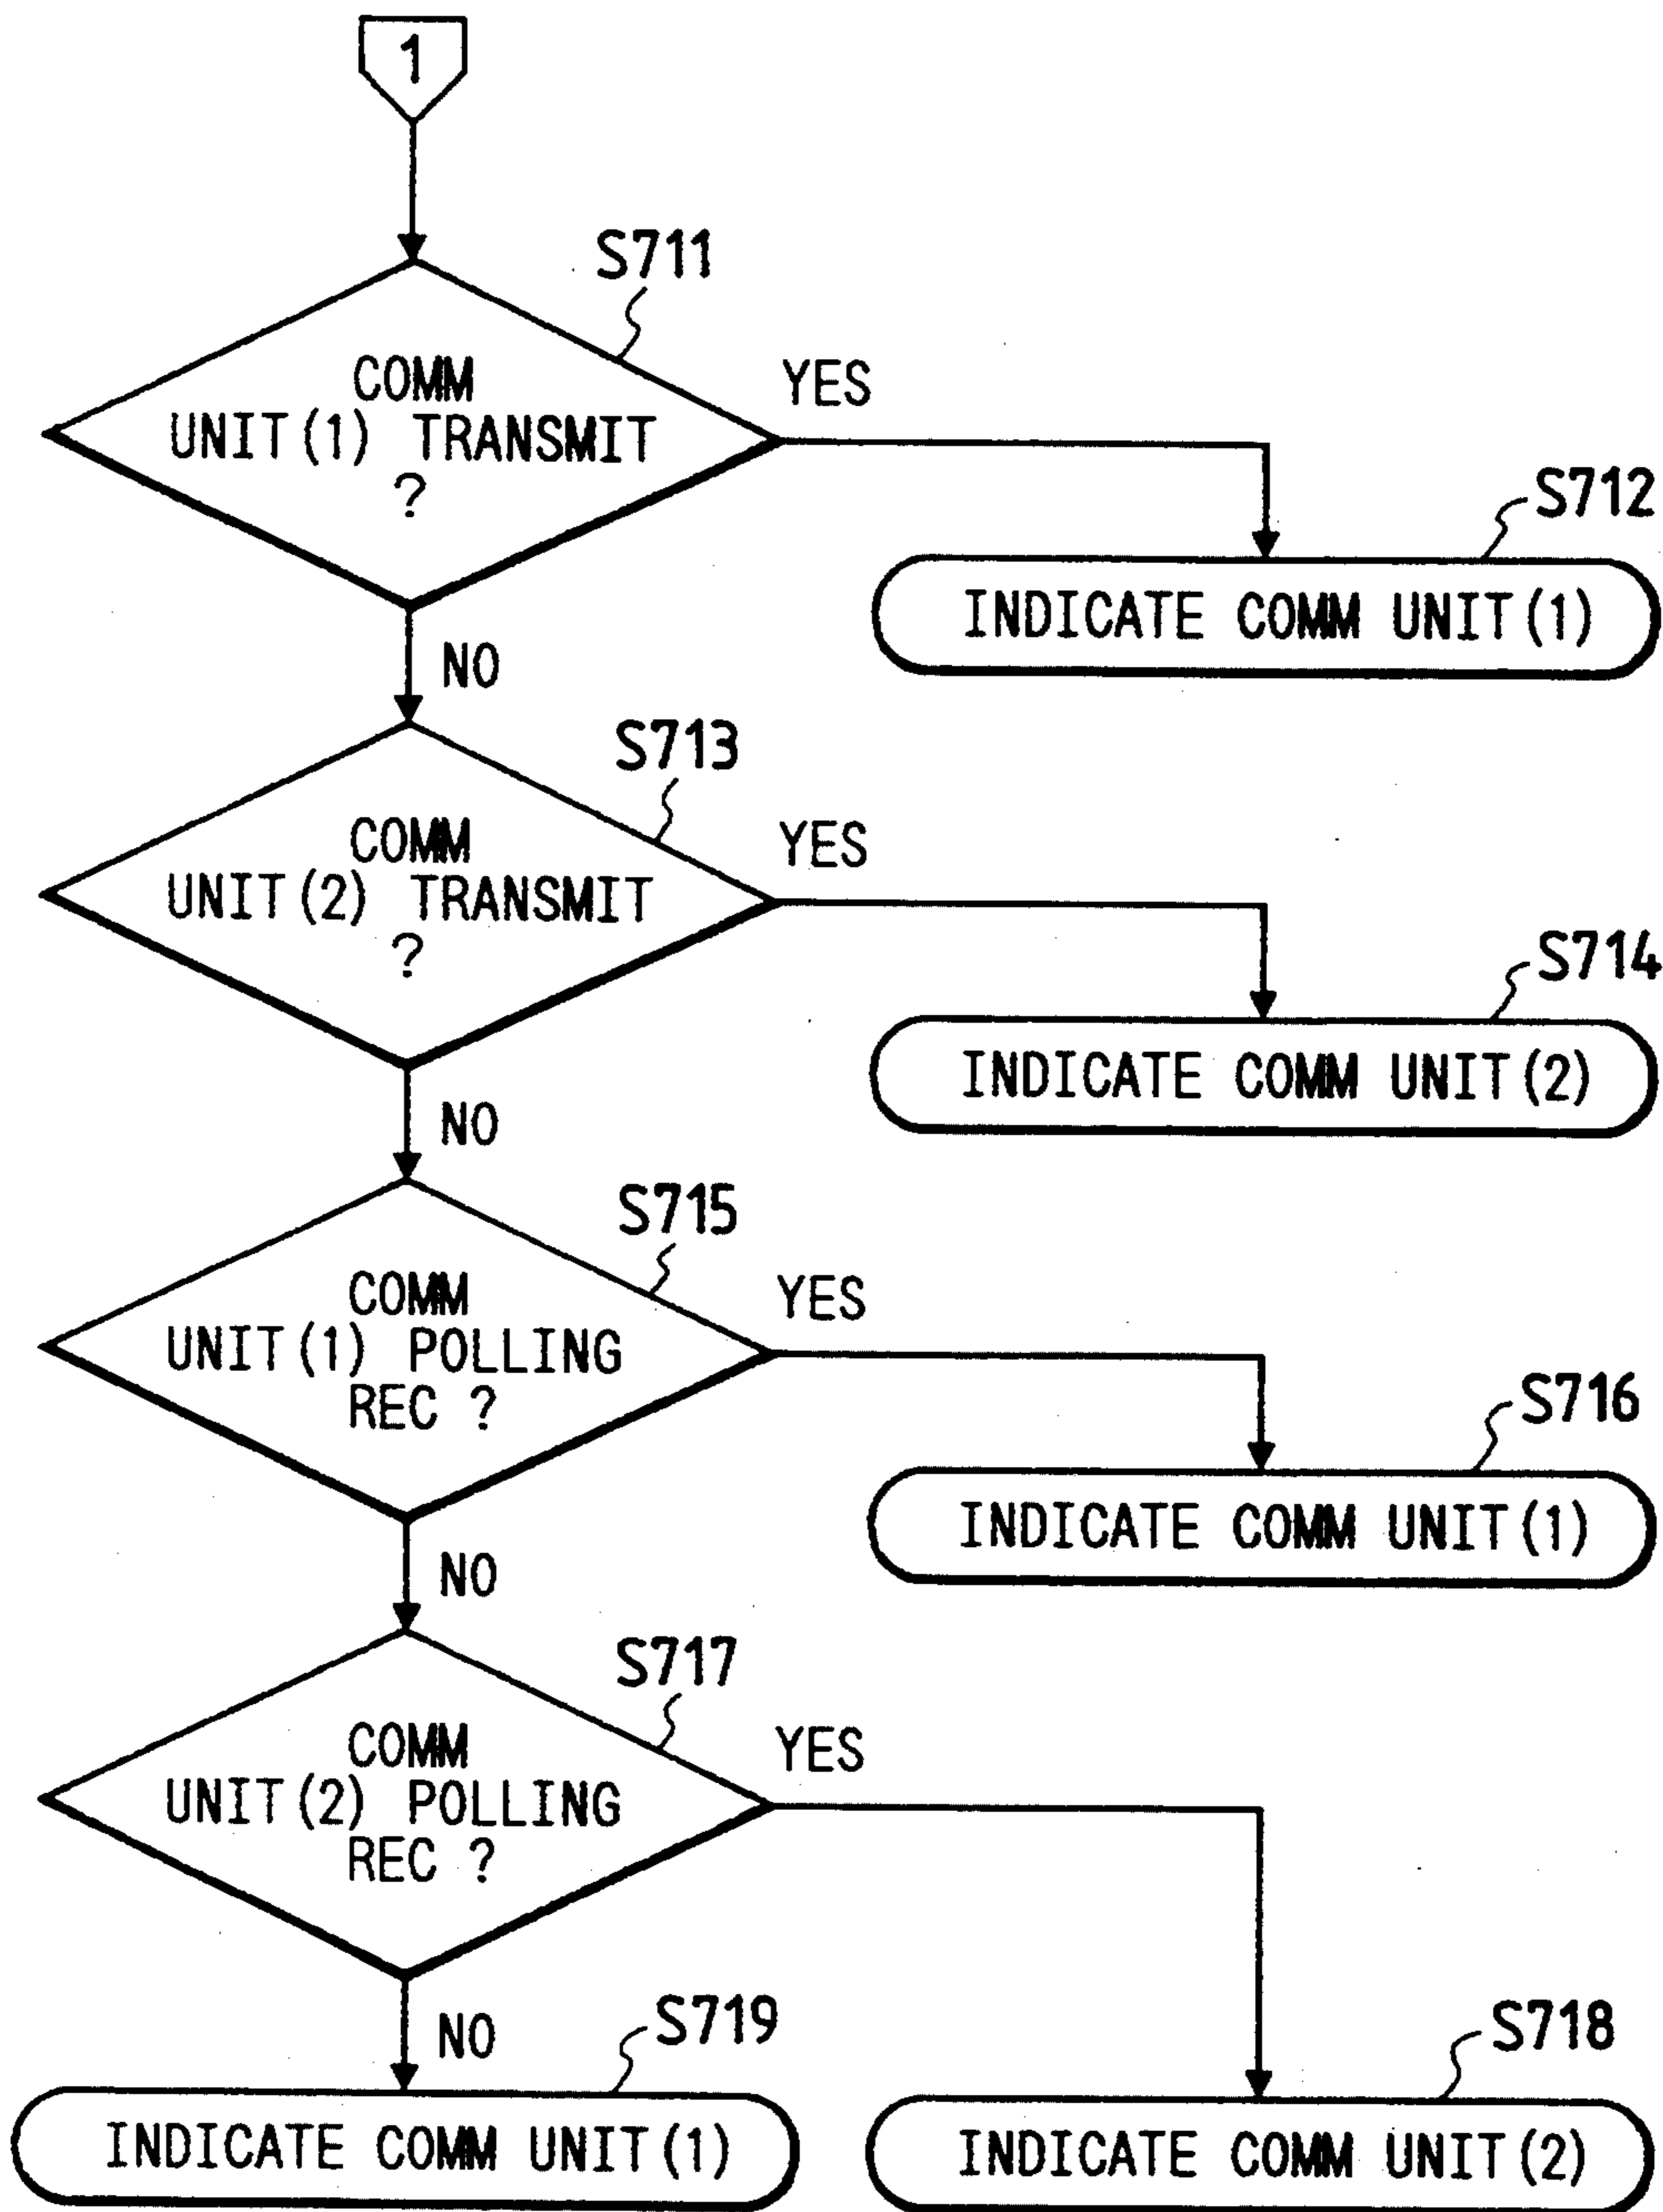 1
S711
COMM
UNIT(1) TRANSMIT
?
YES
S712
INDICATE COMM UNIT(1)
NO
S713
COMM
UNIT(2) TRANSMIT
?
YES
S714
INDICATE COMM UNIT(2)
NO
S715
COMM
UNIT(1) POLLING
REC ?
YES
S716
INDICATE COMM UNIT(1)
NO
S717
COMM
UNIT(2) POLLING
REC ?
YES
NO
S719
S718
INDICATE COMM UNIT(1)
INDICATE COMM UNIT(2)